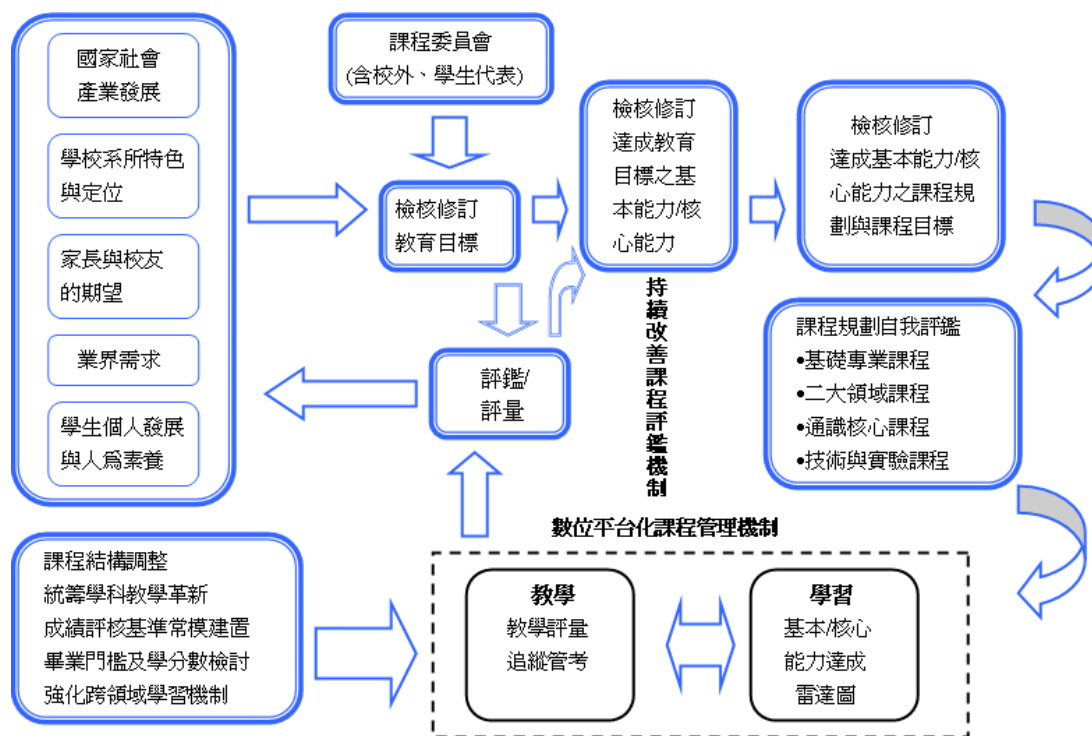 國家社會
產業發展
學校系所特色
與定位
家長與校友
的期望
業界需求
學生個人發展
與人為素養
課程委員會
(含校外、學生代表)
檢核修訂
教育目標
檢核修訂
達成教育
目標之基
本能力/核
心能力
檢核修訂
達成基本能力/核
心能力之課程規
劃與課程目標
評鑑/
評量
持續改善課程評鑑機制
課程規劃自我評鑑
•基礎專業課程
•二大領域課程
•通識核心課程
•技術與實驗課程
數位平台化課程管理機制
課程結構調整
統籌學科教學革新
成績評核基準常模建置
畢業門檻及學分數檢討
強化跨領域學習機制
教學
教學評量
追蹤管考
學習
基本/核心
能力達成
雷達圖